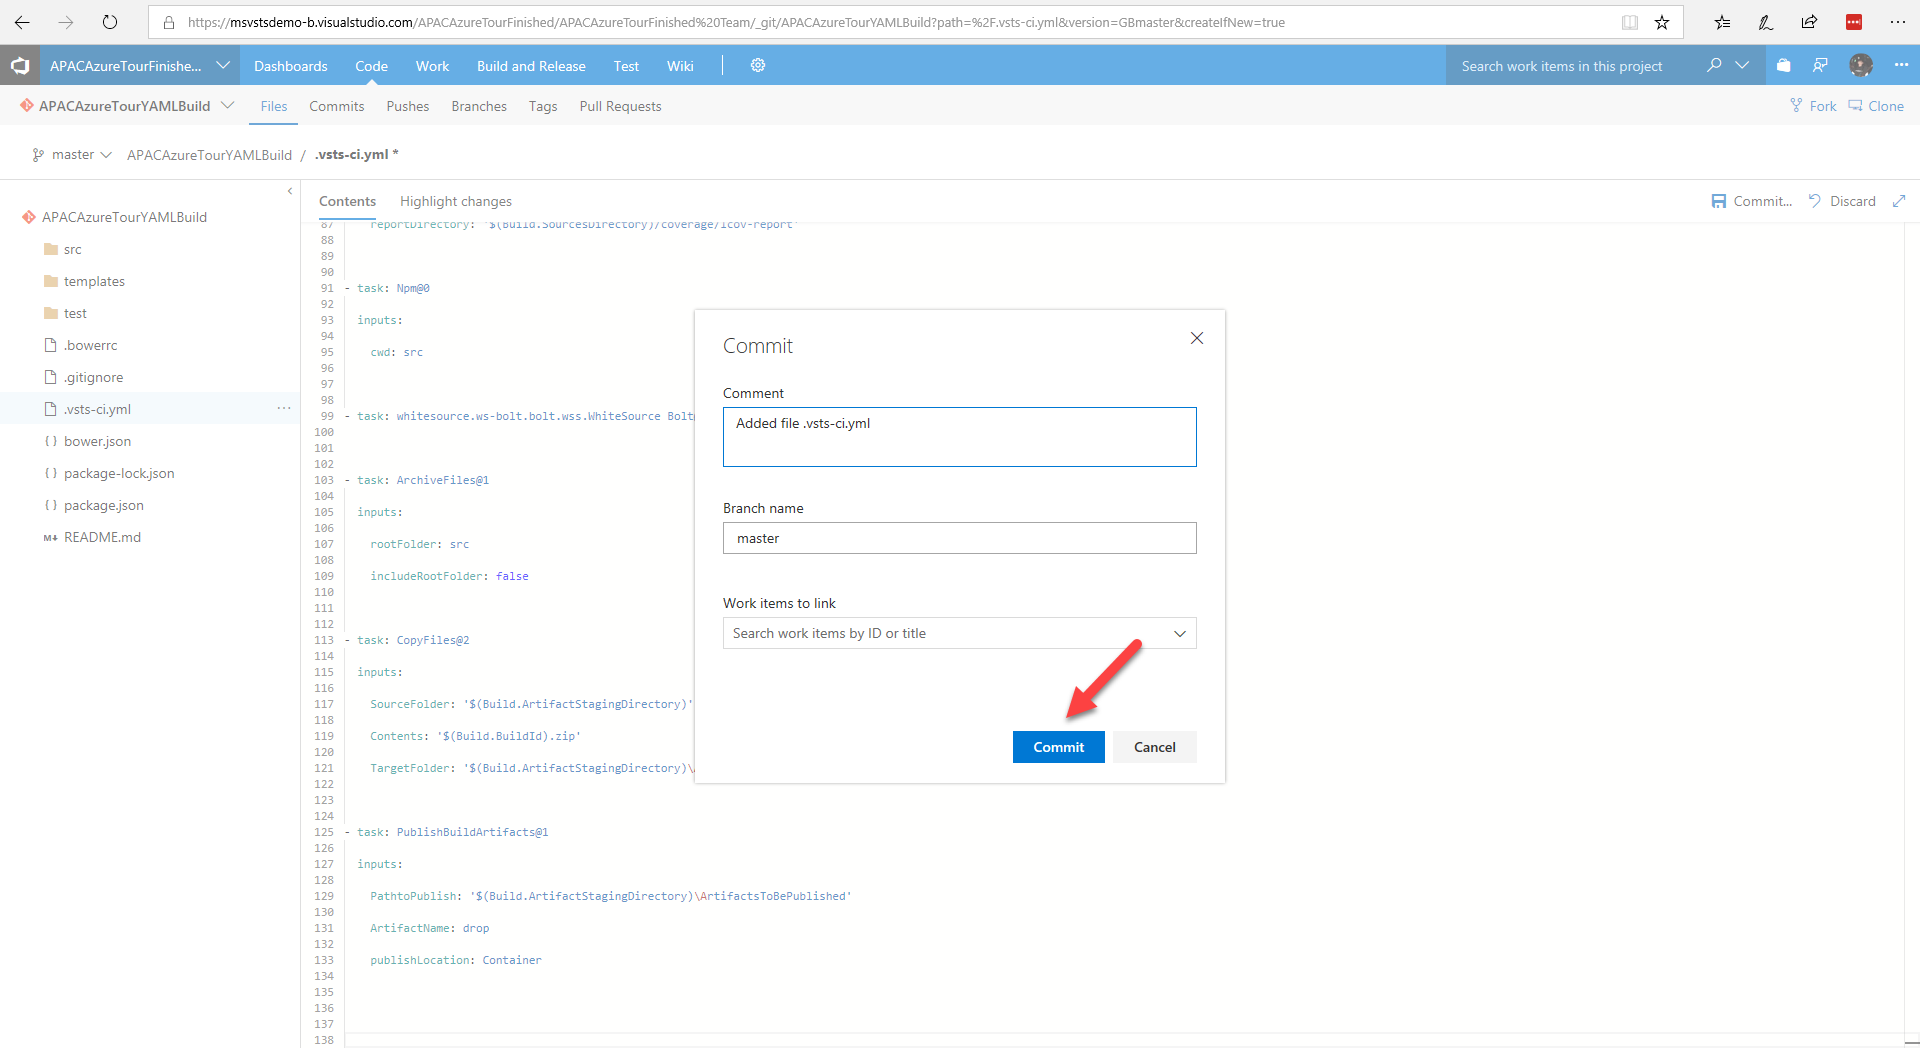 https://msvstsdemo-b.visualstudio.com/APACAzureTourFinished/APACAzureTourFinished%20Team/_git/APACAzureTourYAMLBuild?path=%2F.vsts-ci.yml&version=GBmaster&createIfNew=true
APACAzureTourFinishe... Dashboards Code Work Build and Release Test Wiki Search work items in this project
APACAzureTourYAMLBuild Files Commits Pushes Branches Tags Pull Requests Fork Clone
master APACAzureTourYAMLBuild / .vsts-ci.yml *
Contents Highlight changes Commit... Discard
APACAzureTourYAMLBuild
src
templates
test
.bowerrc
.gitignore
.vsts-ci.yml ...
{ } bower.json
{ } package-lock.json
{ } package.json
M↓ README.md
87 reportDirectory: '$(Build.SourcesDirectory)/coverage/lcov-report'
88
89
90
91 - task: Npm@0
92
93 inputs:
94
95 cwd: src
96
97
98
99 - task: whitesource.ws-bolt.bolt.wss.WhiteSource Bolt
100
101
102
103 - task: ArchiveFiles@1
104
105 inputs:
106
107 rootFolder: src
108
109 includeRootFolder: false
110
111
112
113 - task: CopyFiles@2
114
115 inputs:
116
117 SourceFolder: '$(Build.ArtifactStagingDirectory)'
118
119 Contents: '$(Build.BuildId).zip'
120
121 TargetFolder: '$(Build.ArtifactStagingDirectory)\
122
123
124
125 - task: PublishBuildArtifacts@1
126
127 inputs:
128
129 PathtoPublish: '$(Build.ArtifactStagingDirectory)\ArtifactsToBePublished'
130
131 ArtifactName: drop
132
133 publishLocation: Container
134
135
136
137
138
Commit
Comment
Added file .vsts-ci.yml
Branch name
master
Work items to link
Search work items by ID or title
Commit Cancel